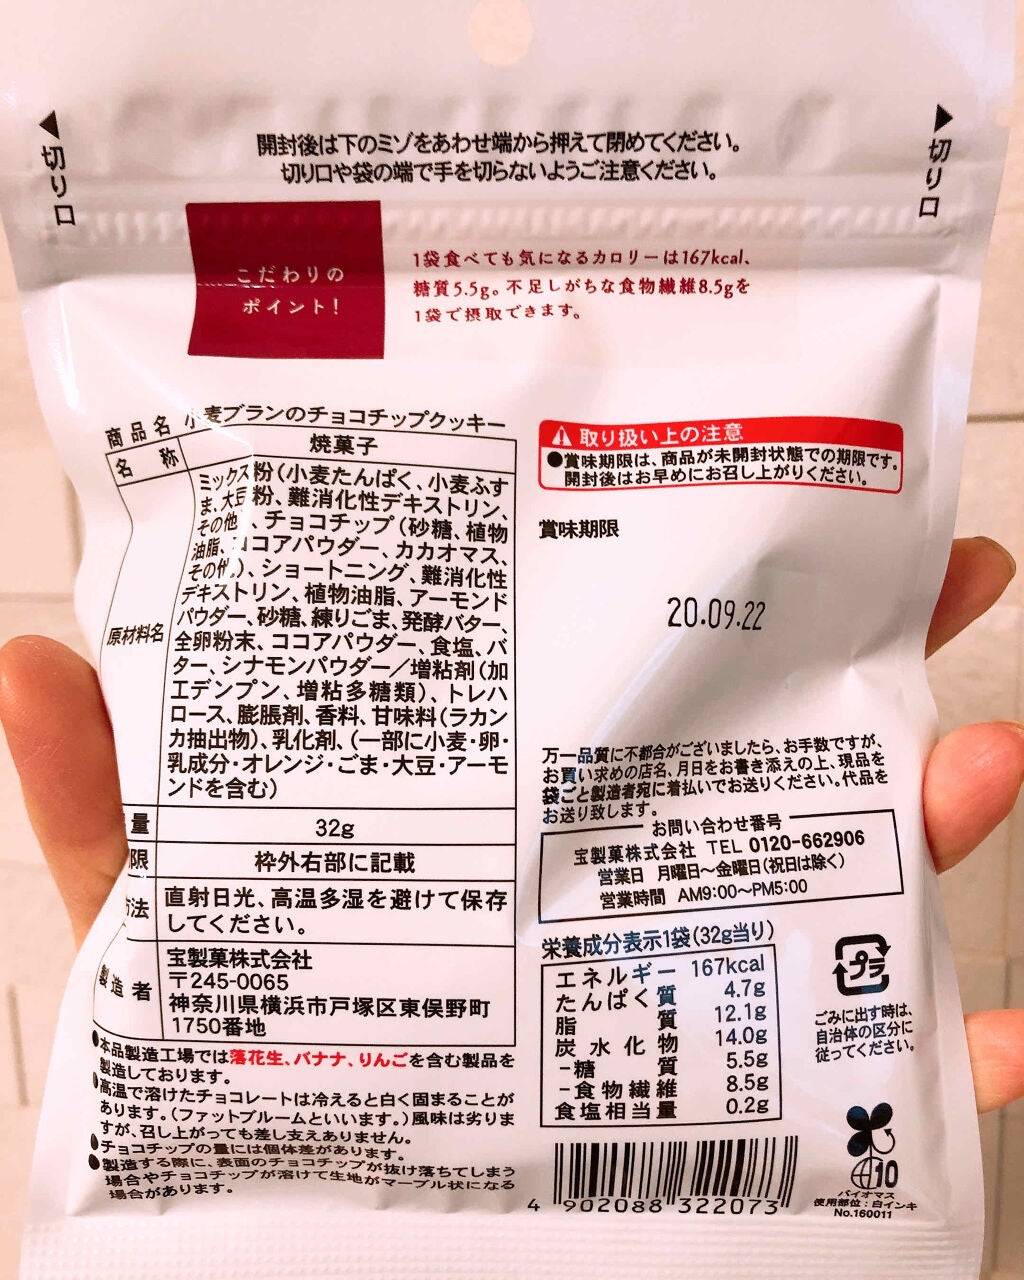 開封後は下のミゾをあわせ端から押えて閉めてください。
切り口や袋の端で手を切らないようご注意ください。
◀切り口
▶切り口
こだわりの
ポイント!
1袋食べても気になるカロリーは167kcal、
糖質5.5g。不足しがちな食物繊維8.5gを
1袋で摂取できます。
商品名 小麦ブランのチョコチップクッキー
名称 焼菓子
原材料名
ミックス粉(小麦たんぱく、小麦ふす
ま、大豆粉、難消化性デキストリン、
その他)、チョコチップ(砂糖、植物
油脂、ココアパウダー、カカオマス、
その他)、ショートニング、難消化性
デキストリン、植物油脂、アーモンド
パウダー、砂糖、練りごま、発酵バター、
全卵粉末、ココアパウダー、食塩、バ
ター、シナモンパウダー/増粘剤(加
工デンプン、増粘多糖類)、トレハ
ロース、膨脹剤、香料、甘味料(ラカン
カ抽出物)、乳化剤、(一部に小麦・卵・
乳成分・オレンジ・ごま・大豆・アーモ
ンドを含む)
量 32g
限 枠外右部に記載
方法 直射日光、高温多湿を避けて保存
してください。
製造者
宝製菓株式会社
〒245-0065
神奈川県横浜市戸塚区東俣野町
1750番地
●本品製造工場では落花生、バナナ、りんごを含む製品を
製造しております。
●高温で溶けたチョコレートは冷えると白く固まることが
あります。(ファットブルームといいます。)風味は劣りま
すが、召し上がっても差し支えありません。
●チョコチップの量には個体差があります。
●製造する際に、表面のチョコチップが抜け落ちてしまう
場合やチョコチップが溶けて生地がマーブル状になる
場合があります。
取り扱い上の注意
●賞味期限は、商品が未開封状態での期限です。
開封後はお早めにお召し上がりください。
賞味期限
20.09.22
万一品質に不都合がございましたら、お手数ですが、
お買い求めの店名、月日をお書き添えの上、現品を
袋ごと製造者宛に着払いでお送りください。代品を
お送り致します。
お問い合わせ番号
宝製菓株式会社 TEL 0120-662906
営業日 月曜日〜金曜日(祝日は除く)
営業時間 AM9:00〜PM5:00
栄養成分表示1袋(32g当り)
エネルギー 167kcal
たんぱく質 4.7g
脂質 12.1g
炭水化物 14.0g
-糖質 5.5g
-食物繊維 8.5g
食塩相当量 0.2g
プラ
ごみに出す時は、
自治体の区分に
従ってください。
4 902088 322073
10
バイオマス
使用部位:白インキ
No.160011